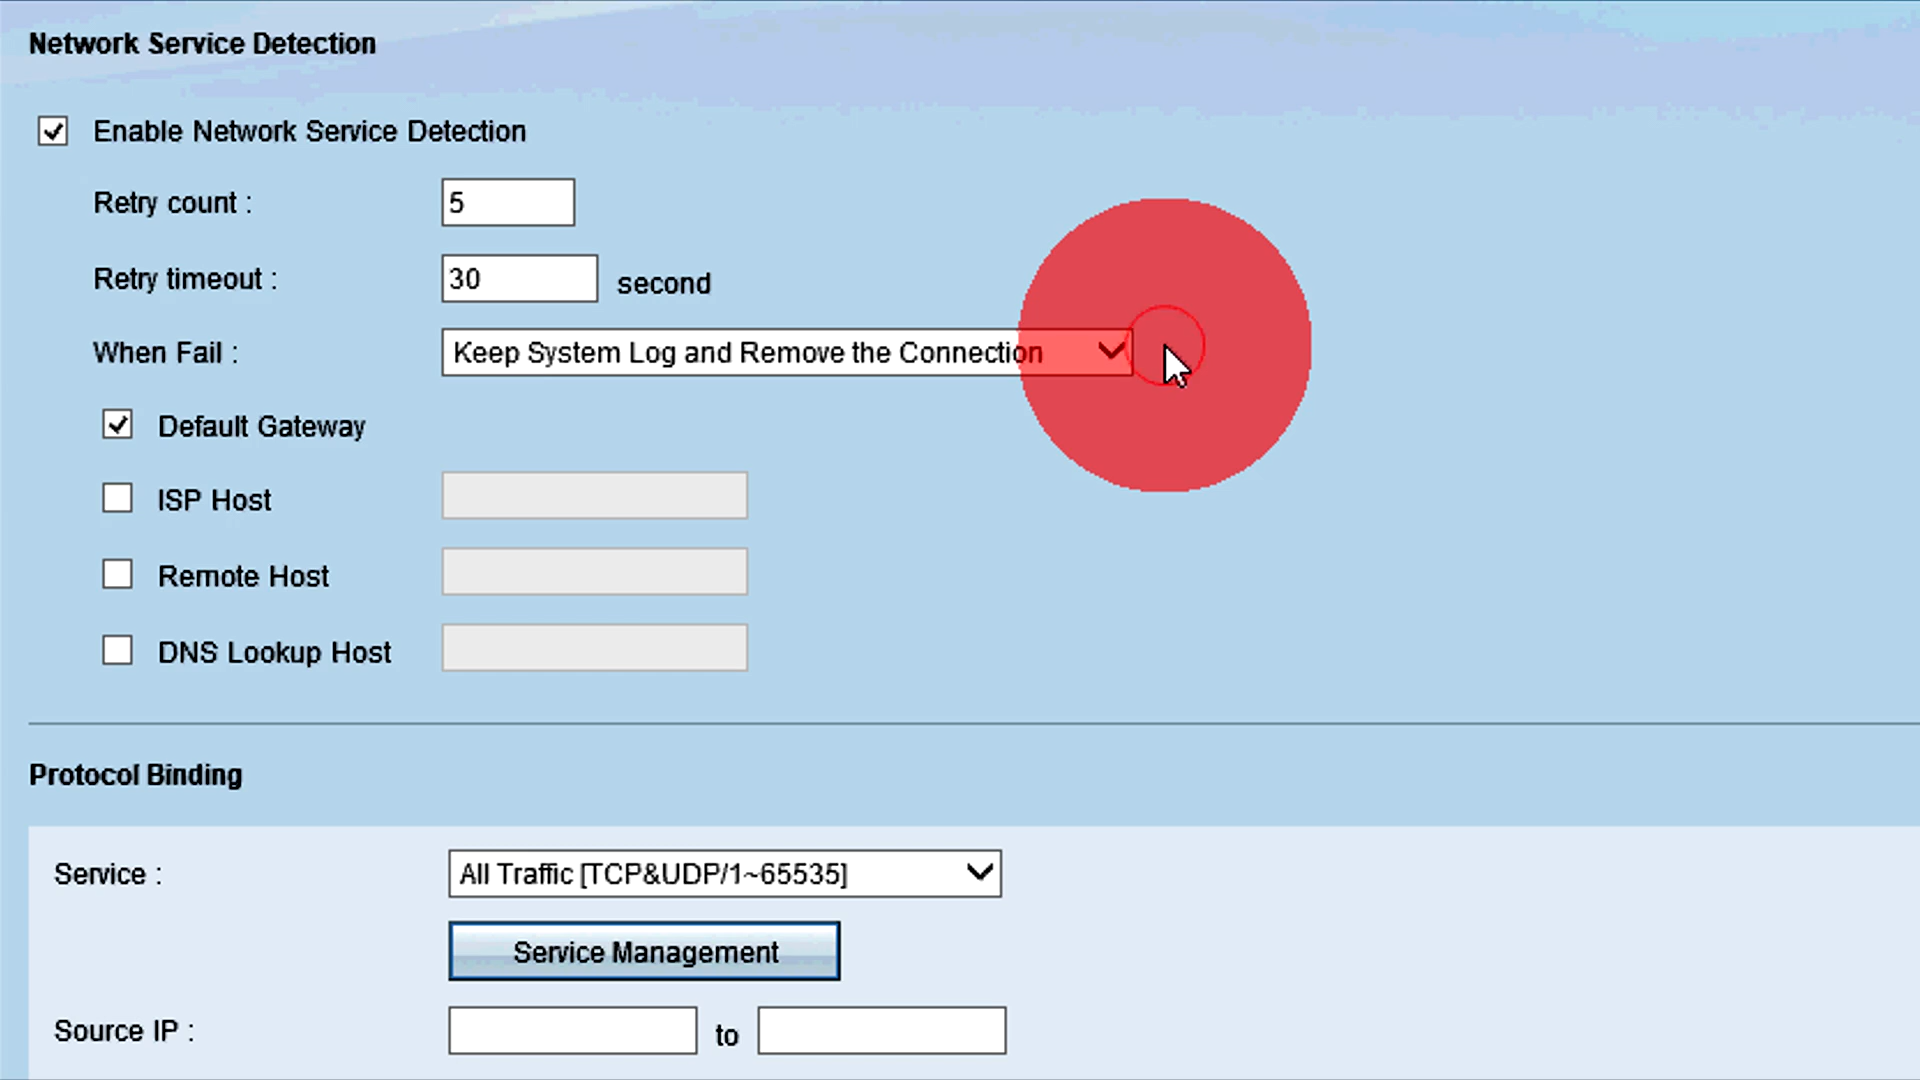 Network Service Detection
Enable Network Service Detection
Retry count : 5
Retry timeout : 30 second
When Fail : Keep System Log and Remove the Connection
Default Gateway
ISP Host
Remote Host
DNS Lookup Host
Protocol Binding
Service : All Traffic [TCP&UDP/1~65535]
Service Management
Source IP : to